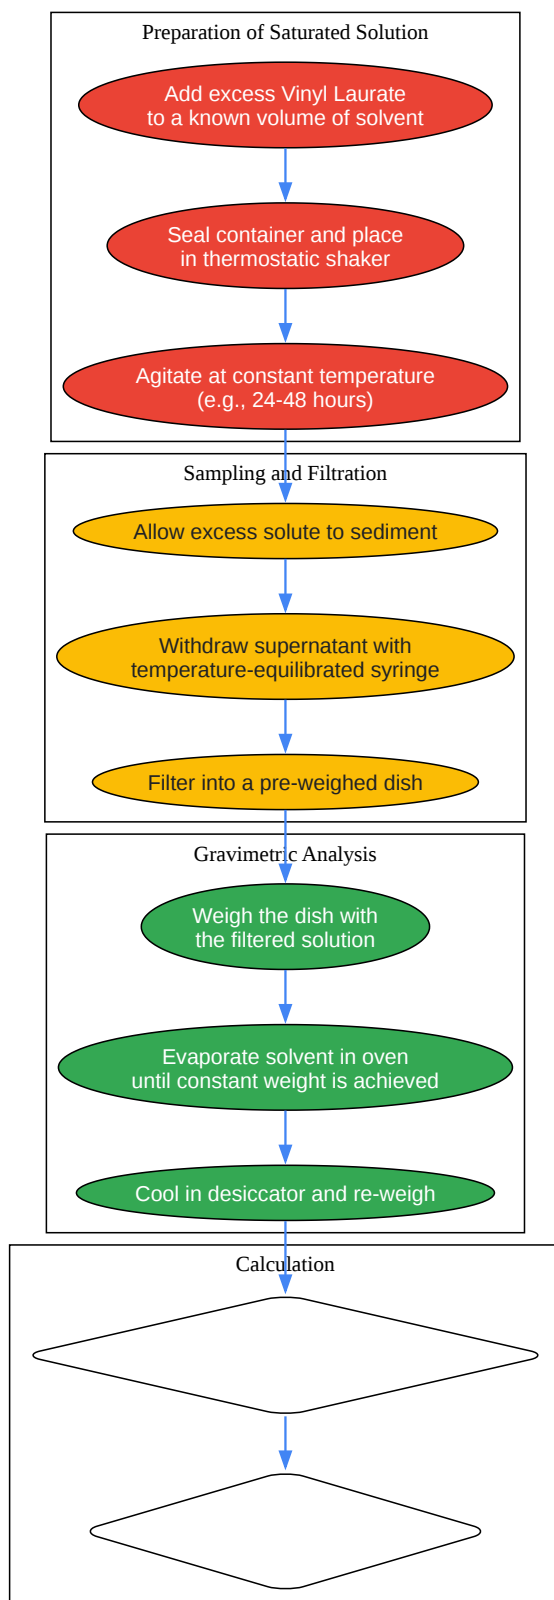 Preparation of Saturated Solution
Add excess Vinyl Laurate
to a known volume of solvent
Seal container and place
in thermostatic shaker
Agitate at constant temperature
(e.g., 24-48 hours)
Sampling and Filtration
Allow excess solute to sediment
Withdraw supernatant with
temperature-equilibrated syringe
Filter into a pre-weighed dish
Gravimetric Analysis
Weigh the dish with
the filtered solution
Evaporate solvent in oven
until constant weight is achieved
Cool in desiccator and re-weigh
Calculation